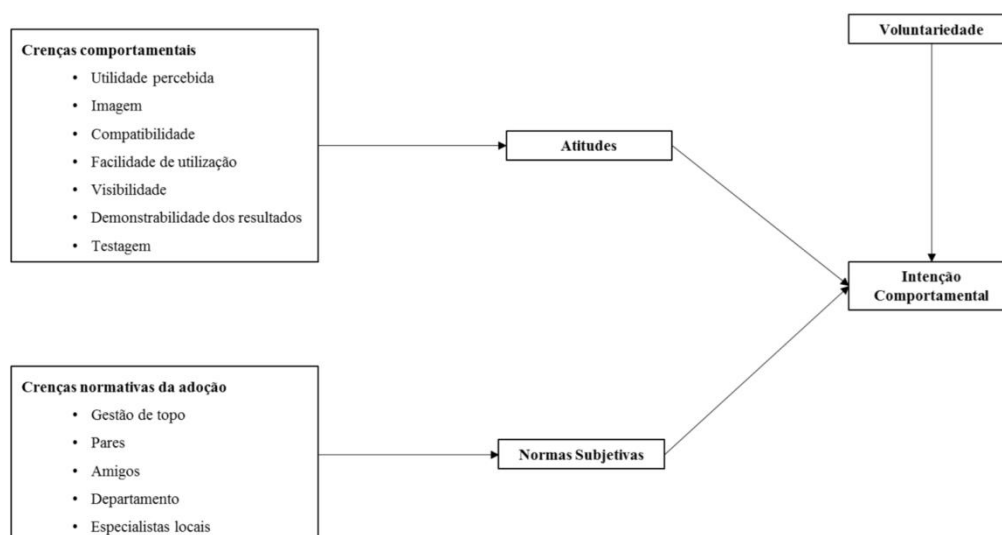 Voluntariedade
Crenças comportamentais
• Utilidade percebida
• Imagem
• Compatibilidade
• Facilidade de utilização
• Visibilidade
• Demonstrabilidade dos resultados
• Testagem
Atitudes
Intenção
Comportamental
Crenças normativas da adoção
• Gestão de topo
• Pares
• Amigos
• Departamento
• Especialistas locais
Normas Subjetivas